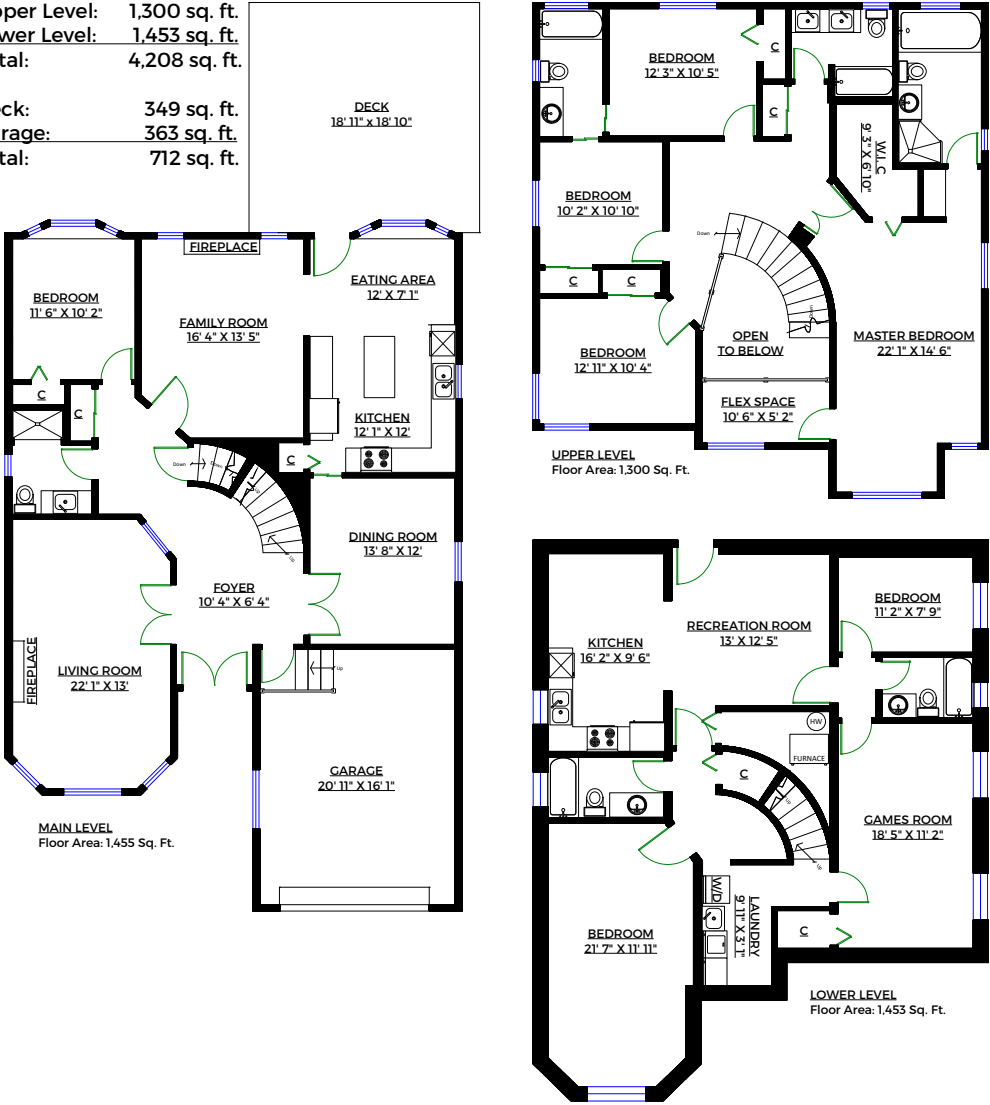 pper Level: 1,300 sq. ft.
wer Level: 1,453 sq. ft.
tal: 4,208 sq. ft.
eck: 349 sq. ft.
rage: 363 sq. ft.
tal: 712 sq. ft.
DECK
18' 11" x 18' 10"
FIREPLACE
BEDROOM
11' 6" X 10' 2"
EATING AREA
12' X 7' 1"
FAMILY ROOM
16' 4" X 13' 5"
C
C
KITCHEN
12' 1" X 12'
C
Down
Down
Up
Up
DINING ROOM
13' 8" X 12'
FOYER
10' 4" X 6' 4"
FIREPLACE
LIVING ROOM
22' 1" X 13'
Up
GARAGE
20' 11" X 16' 1"
MAIN LEVEL
Floor Area: 1,455 Sq. Ft.
BEDROOM
12' 3" X 10' 5"
C
C
W.I.C
9' 3" X 6' 10"
BEDROOM
10' 2" X 10' 10"
Down
C
C
Down
OPEN
TO BELOW
MASTER BEDROOM
22' 1" X 14' 6"
BEDROOM
12' 11" X 10' 4"
FLEX SPACE
10' 6" X 5' 2"
UPPER LEVEL
Floor Area: 1,300 Sq. Ft.
BEDROOM
11' 2" X 7' 9"
RECREATION ROOM
13' X 12' 5"
KITCHEN
16' 2" X 9' 6"
HW
FURNACE
C
Up
GAMES ROOM
18' 5" X 11' 2"
Up
W/D
LAUNDRY
9' 11" X 3' 1"
C
BEDROOM
21' 7" X 11' 11"
LOWER LEVEL
Floor Area: 1,453 Sq. Ft.